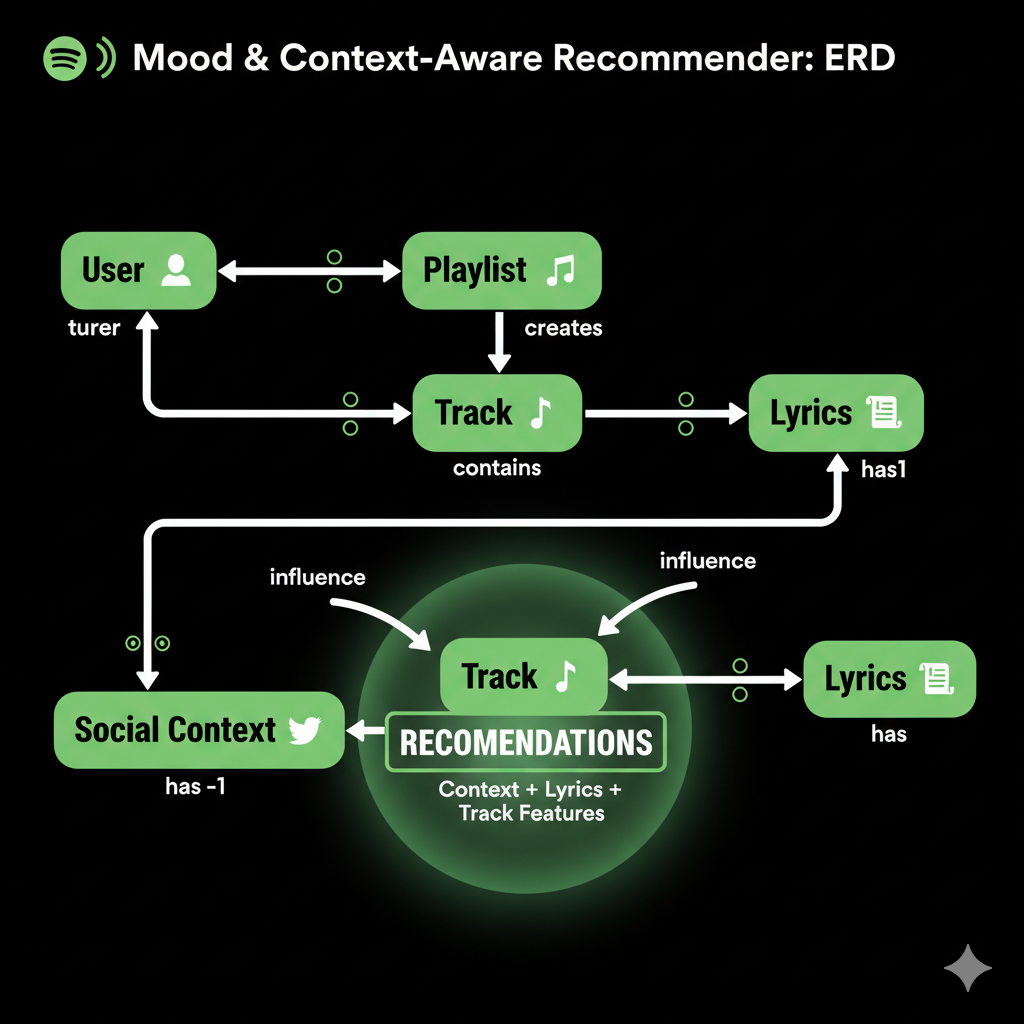 Mood & Context-Aware Recommender: ERD
User
Playlist
turer
creates
Track
Lyrics
contains
has1
influence
influence
Track
Lyrics
Social Context
RECOMENDATIONS
has
has -1
Context + Lyrics +
Track Features